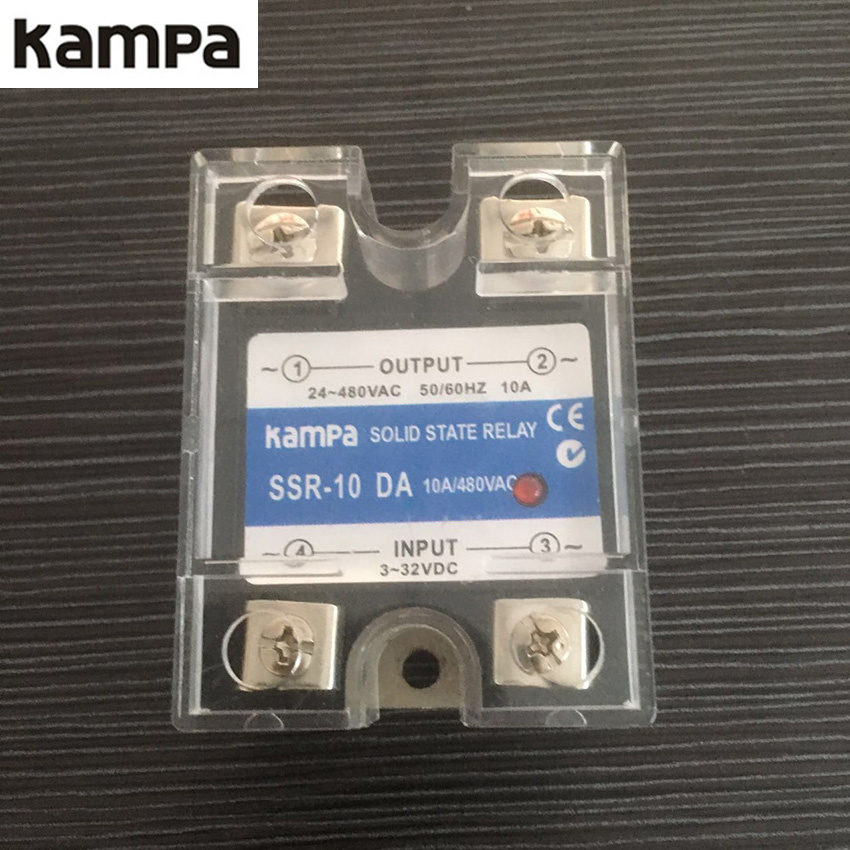 kampa
~ 1 OUTPUT 2 ~
24~480VAC 50/60HZ 10A
kampa SOLID STATE RELAY CE
SSR-10 DA 10A/480VAC
~ 4 INPUT 3 ~
3~32VDC